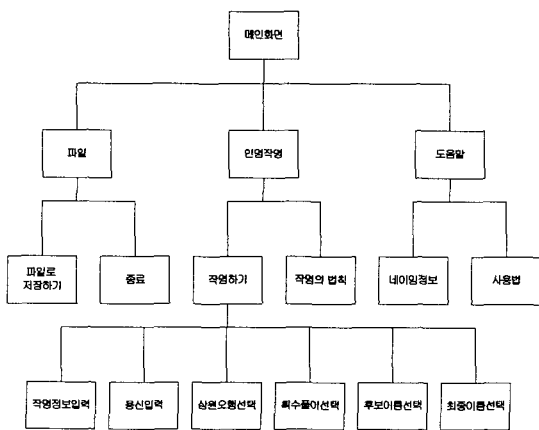 메인화면
파일
인명작명
도움말
파일로
저장하기
종료
작명하기
작명의 법칙
네이밍정보
사용법
작명정보입력
용신입력
상원오행선택
획수풀이선택
후보이름선택
최종이름선택